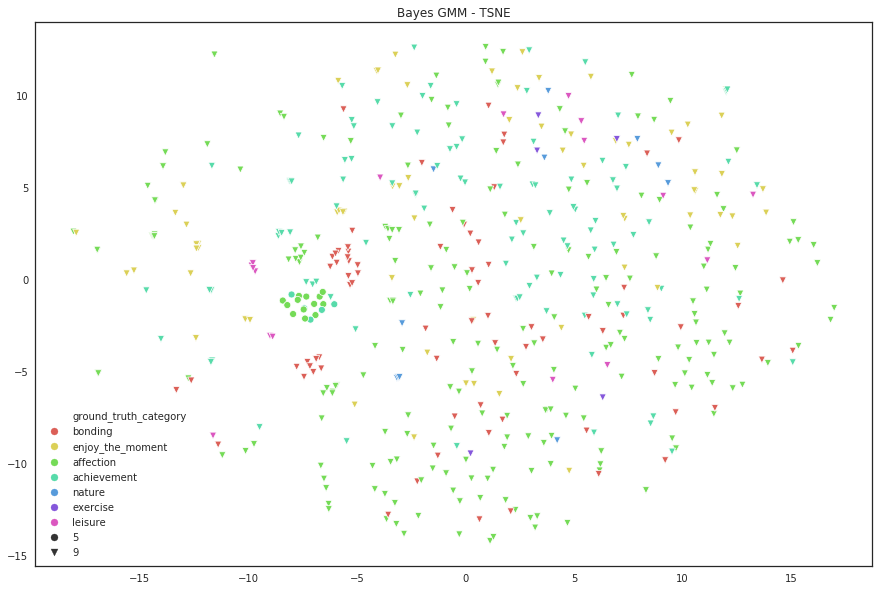 Bayes GMM - TSNE
10
5
0
−5
−10
−15
ground_truth_category
bonding
enjoy_the_moment
affection
achievement
nature
exercise
leisure
5
9
−15 −10 −5 0 5 10 15